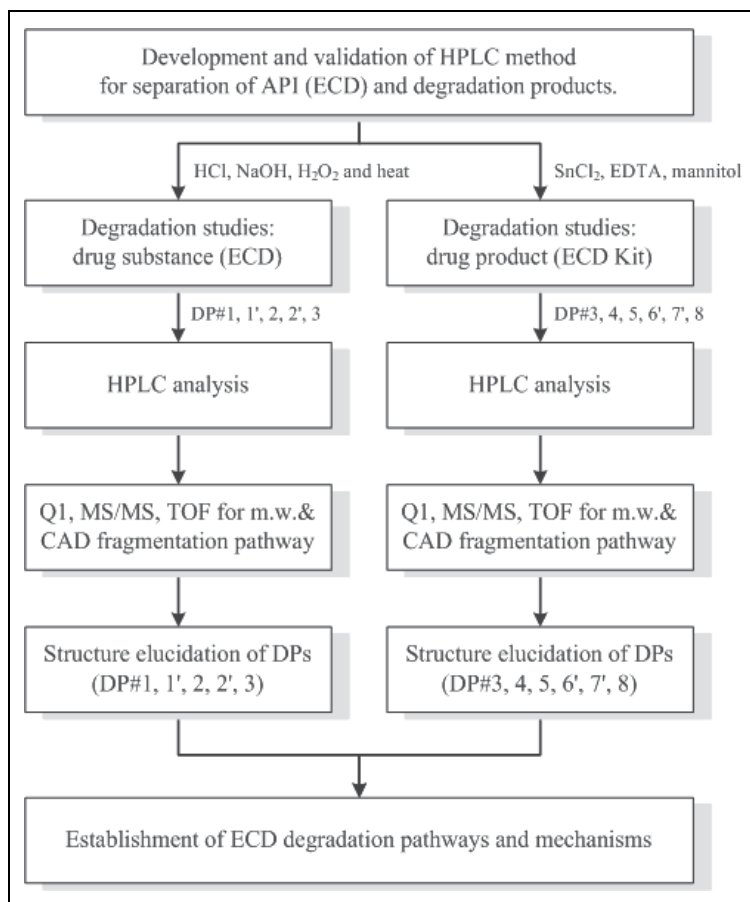 Development and validation of HPLC method
for separation of API (ECD) and degradation products.
HCl, NaOH, H₂O₂ and heat
SnCl₂, EDTA, mannitol
Degradation studies:
drug substance (ECD)
Degradation studies:
drug product (ECD Kit)
DP#1, 1', 2, 2', 3
DP#3, 4, 5, 6', 7', 8
HPLC analysis
HPLC analysis
Q1, MS/MS, TOF for m.w.&
CAD fragmentation pathway
Q1, MS/MS, TOF for m.w.&
CAD fragmentation pathway
Structure elucidation of DPs
(DP#1, 1', 2, 2', 3)
Structure elucidation of DPs
(DP#3, 4, 5, 6', 7', 8)
Establishment of ECD degradation pathways and mechanisms